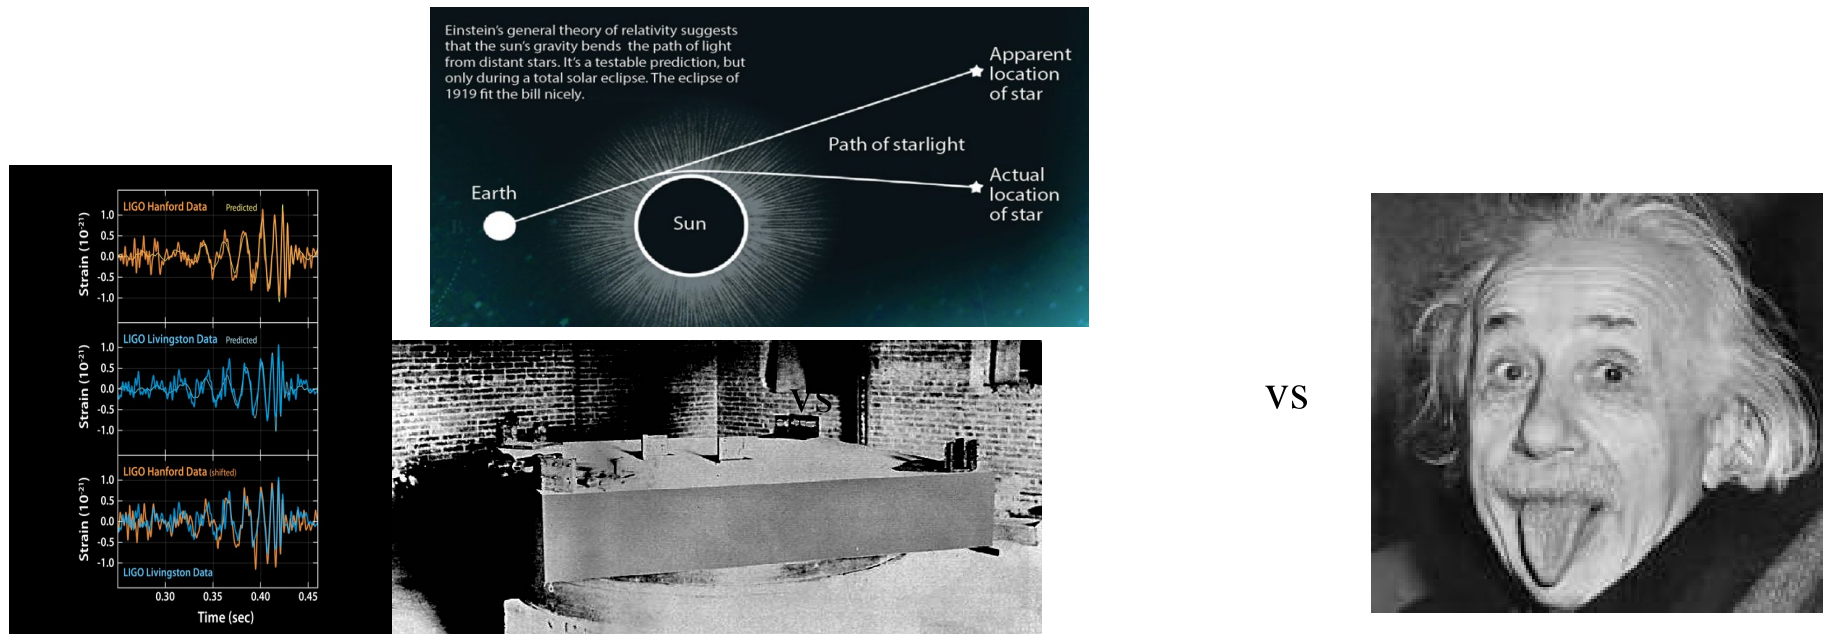 Einstein's general theory of relativity suggests
that the sun's gravity bends the path of light
from distant stars. It's a testable prediction, but
only during a total solar eclipse. The eclipse of
1919 fit the bill nicely.
Apparent
location
of star
Path of starlight
Actual
location
of star
Earth
Sun
LIGO Hanford Data
Predicted
1.0
0.5
0.0
-0.5
-1.0
Strain (10⁻²¹)
LIGO Livingston Data
Predicted
1.0
0.5
0.0
-0.5
-1.0
Strain (10⁻²¹)
LIGO Hanford Data (shifted)
1.0
0.5
0.0
-0.5
-1.0
Strain (10⁻²¹)
LIGO Livingston Data
0.30 0.35 0.40 0.45
Time (sec)
vs
vs